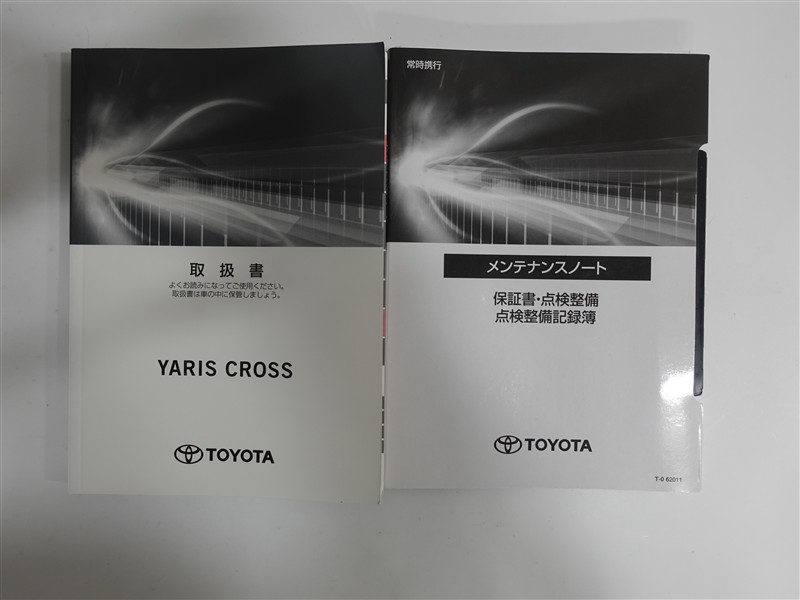 取扱書
よくお読みになってご使用ください。
取扱書は車の中に保管しましょう。
YARIS CROSS
TOYOTA
常時携行
メンテナンスノート
保証書・点検整備
点検整備記録簿
TOYOTA
T-0 62011